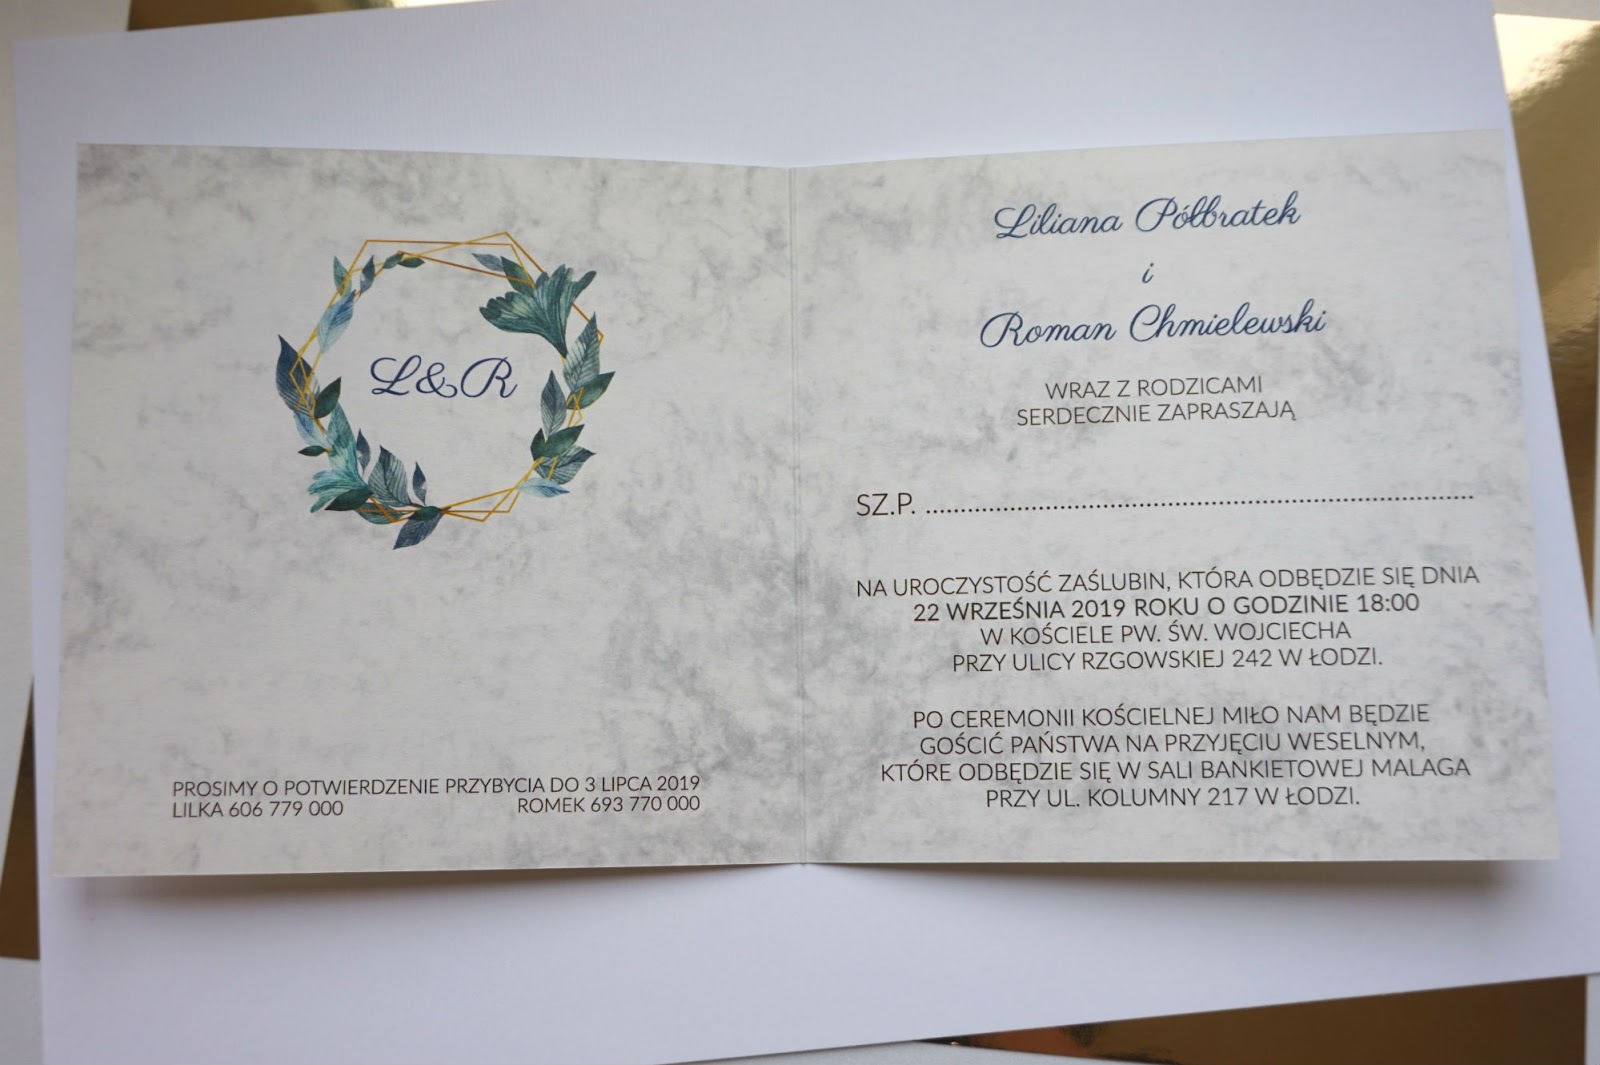 L&R
PROSIMY O POTWIERDZENIE PRZYBYCIA DO 3 LIPCA 2019
LILKA 606 779 000 ROMEK 693 770 000
Liliana Półbratek
i
Roman Chmielewski
WRAZ Z RODZICAMI
SERDECZNIE ZAPRASZAJĄ
SZ.P. ................................................................................
NA UROCZYSTOŚĆ ZAŚLUBIN, KTÓRA ODBĘDZIE SIĘ DNIA
22 WRZEŚNIA 2019 ROKU O GODZINIE 18:00
W KOŚCIELE PW. ŚW. WOJCIECHA
PRZY ULICY RZGOWSKIEJ 242 W ŁODZI.
PO CEREMONII KOŚCIELNEJ MIŁO NAM BĘDZIE
GOŚCIĆ PAŃSTWA NA PRZYJĘCIU WESELNYM,
KTÓRE ODBĘDZIE SIĘ W SALI BANKIETOWEJ MALAGA
PRZY UL. KOLUMNY 217 W ŁODZI.